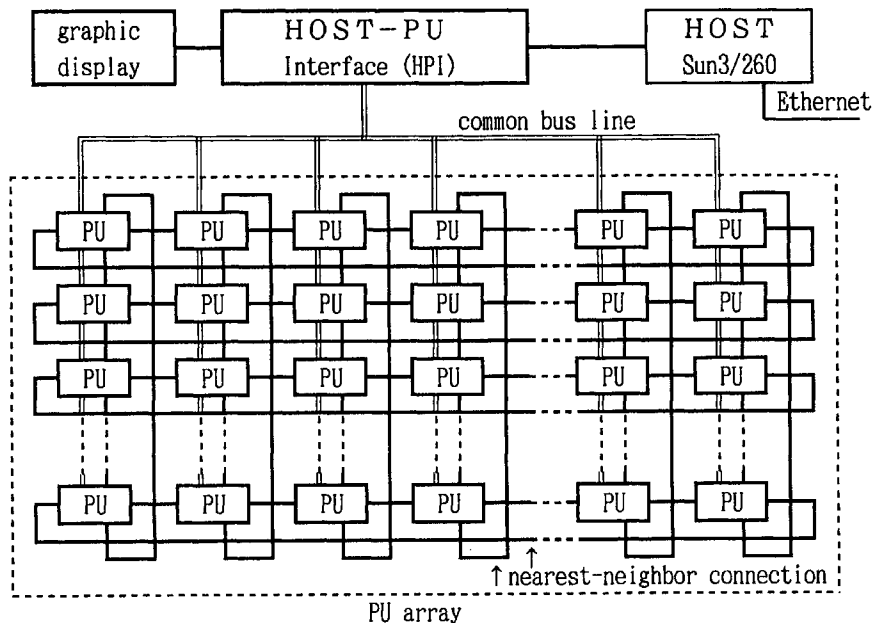 graphic
display
HOST-PU
Interface (HPI)
HOST
Sun3/260
Ethernet
common bus line
PU PU PU PU PU PU
PU PU PU PU PU PU
PU PU PU PU PU PU
PU PU PU PU PU PU
↑ ↑ nearest-neighbor connection
PU array